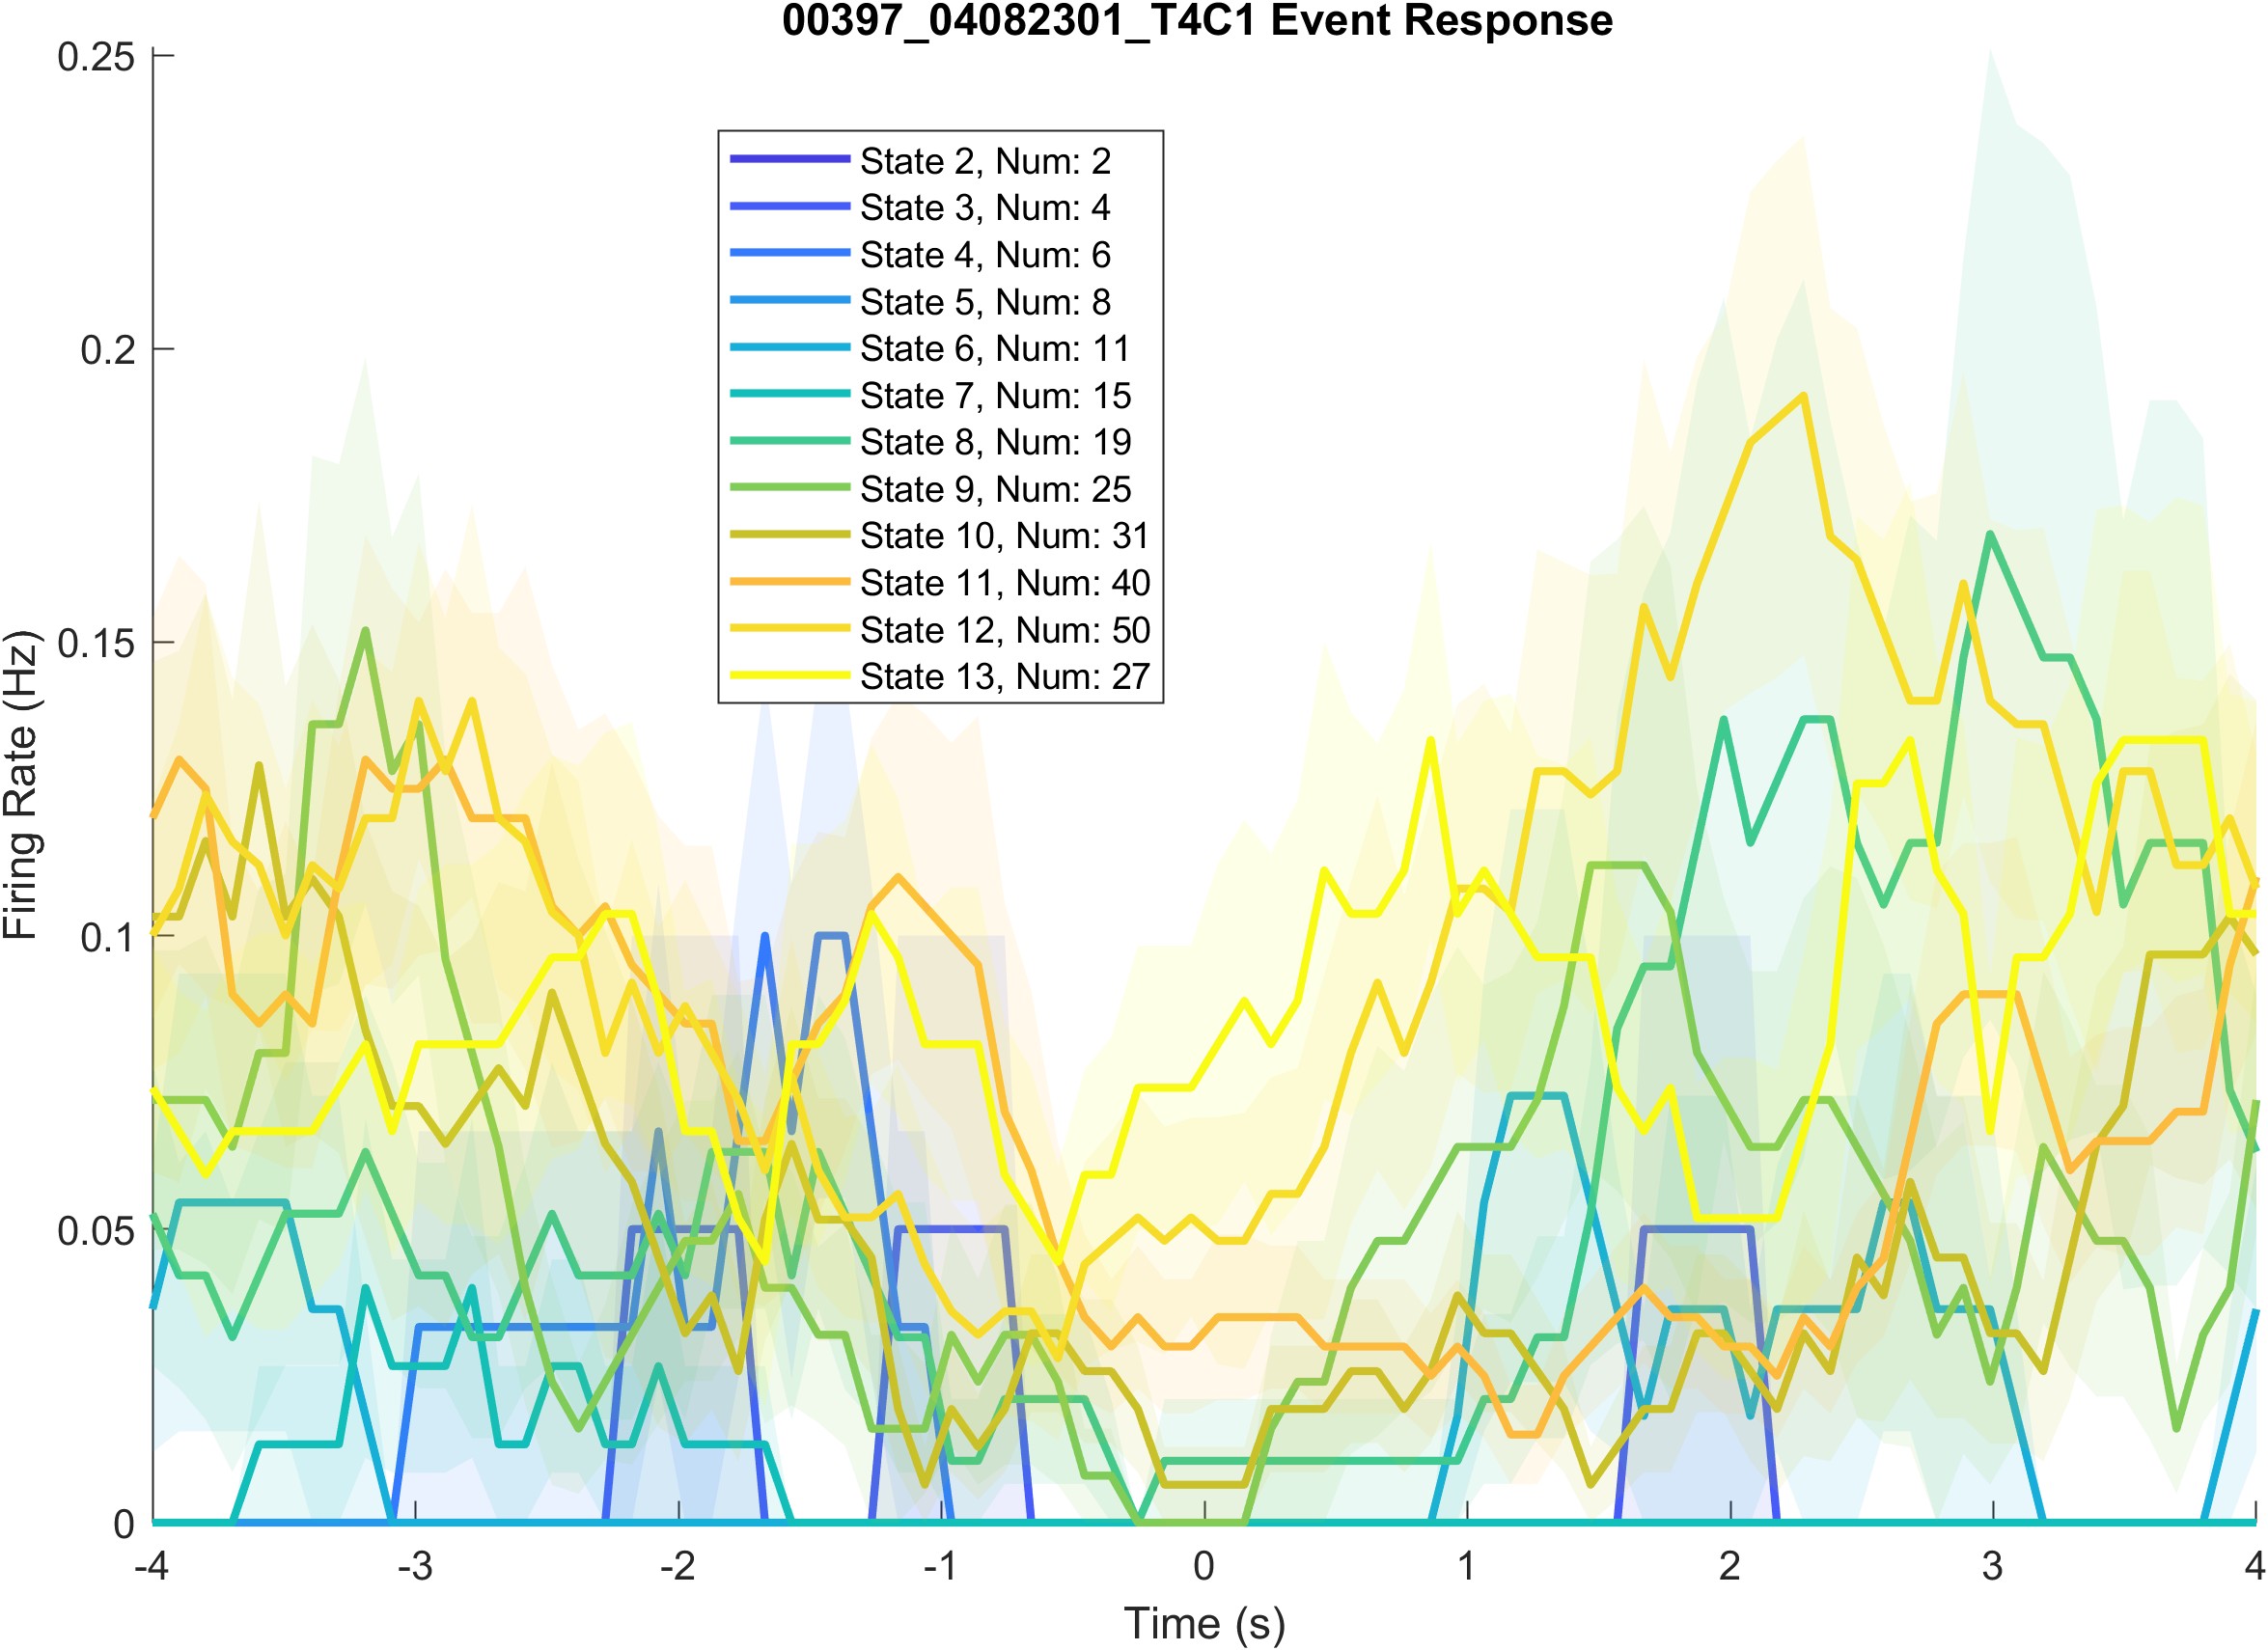 00397_04082301_T4C1 Event Response
Firing Rate (Hz)
0.25
0.2
0.15
0.1
0.05
0
State 2, Num: 2
State 3, Num: 4
State 4, Num: 6
State 5, Num: 8
State 6, Num: 11
State 7, Num: 15
State 8, Num: 19
State 9, Num: 25
State 10, Num: 31
State 11, Num: 40
State 12, Num: 50
State 13, Num: 27
-4 -3 -2 -1 0 1 2 3 4
Time (s)